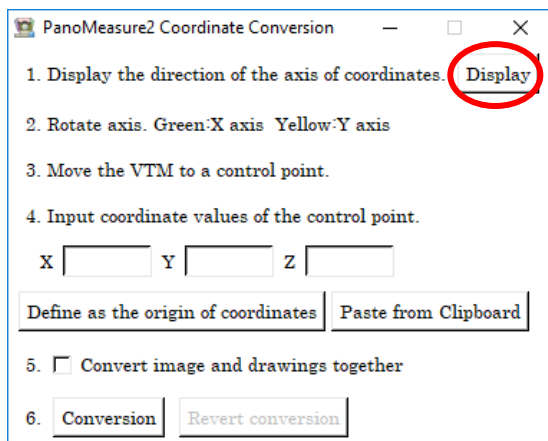 PanoMeasure2 Coordinate Conversion
1. Display the direction of the axis of coordinates. Display
2. Rotate axis. Green:X axis Yellow:Y axis
3. Move the VTM to a control point.
4. Input coordinate values of the control point.
X Y Z
Define as the origin of coordinates Paste from Clipboard
5. Convert image and drawings together
6. Conversion Revert conversion